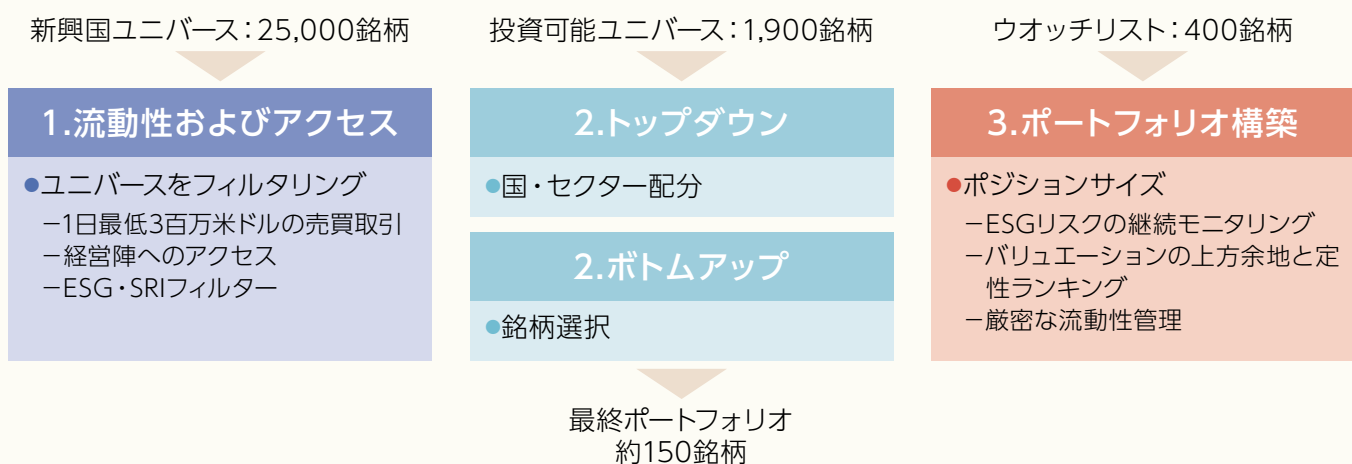 新興国ユニバース：25,000銘柄
投資可能ユニバース：1,900銘柄
ウオッチリスト：400銘柄
1.流動性およびアクセス
●ユニバースをフィルタリング
－1日最低3百万米ドルの売買取引
－経営陣へのアクセス
－ESG・SRIフィルター
2.トップダウン
●国・セクター配分
2.ボトムアップ
●銘柄選択
3.ポートフォリオ構築
●ポジションサイズ
－ESGリスクの継続モニタリング
－バリュエーションの上方余地と定
性ランキング
－厳密な流動性管理
最終ポートフォリオ
約150銘柄